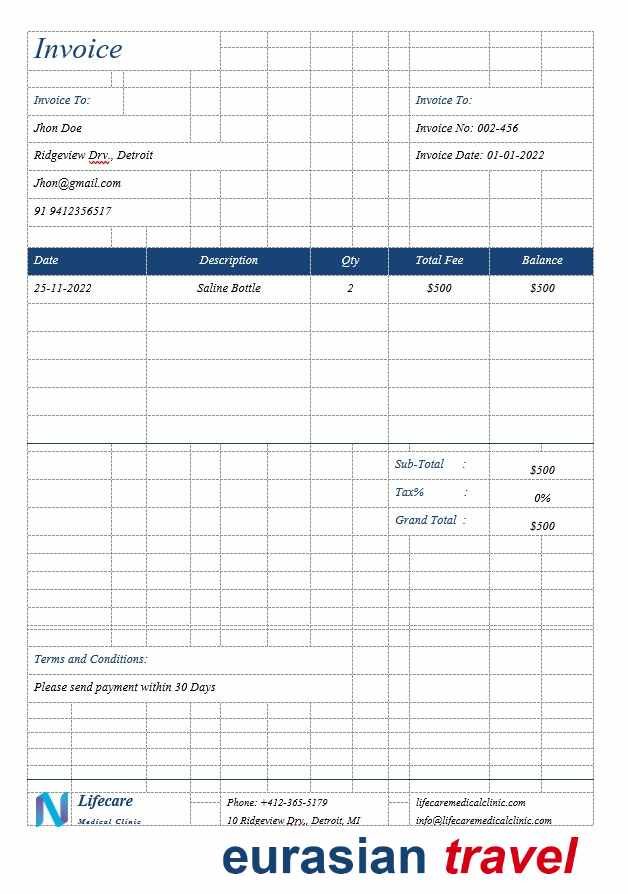 Invoice
Invoice To: Invoice To:
Jhon Doe Invoice No: 002-456
Ridgeview Drv., Detroit Invoice Date: 01-01-2022
Jhon@gmail.com
91 9412356517
Date Description Qty Total Fee Balance
25-11-2022 Saline Bottle 2 $500 $500
Sub-Total : $500
Tax% : 0%
Grand Total : $500
Terms and Conditions:
Please send payment within 30 Days
Lifecare Phone: +412-365-5179 lifecaremedicalclinic.com
Medical Clinic 10 Ridgeview Drv., Detroit, MI info@lifecaremedicalclinic.com
eurasian travel